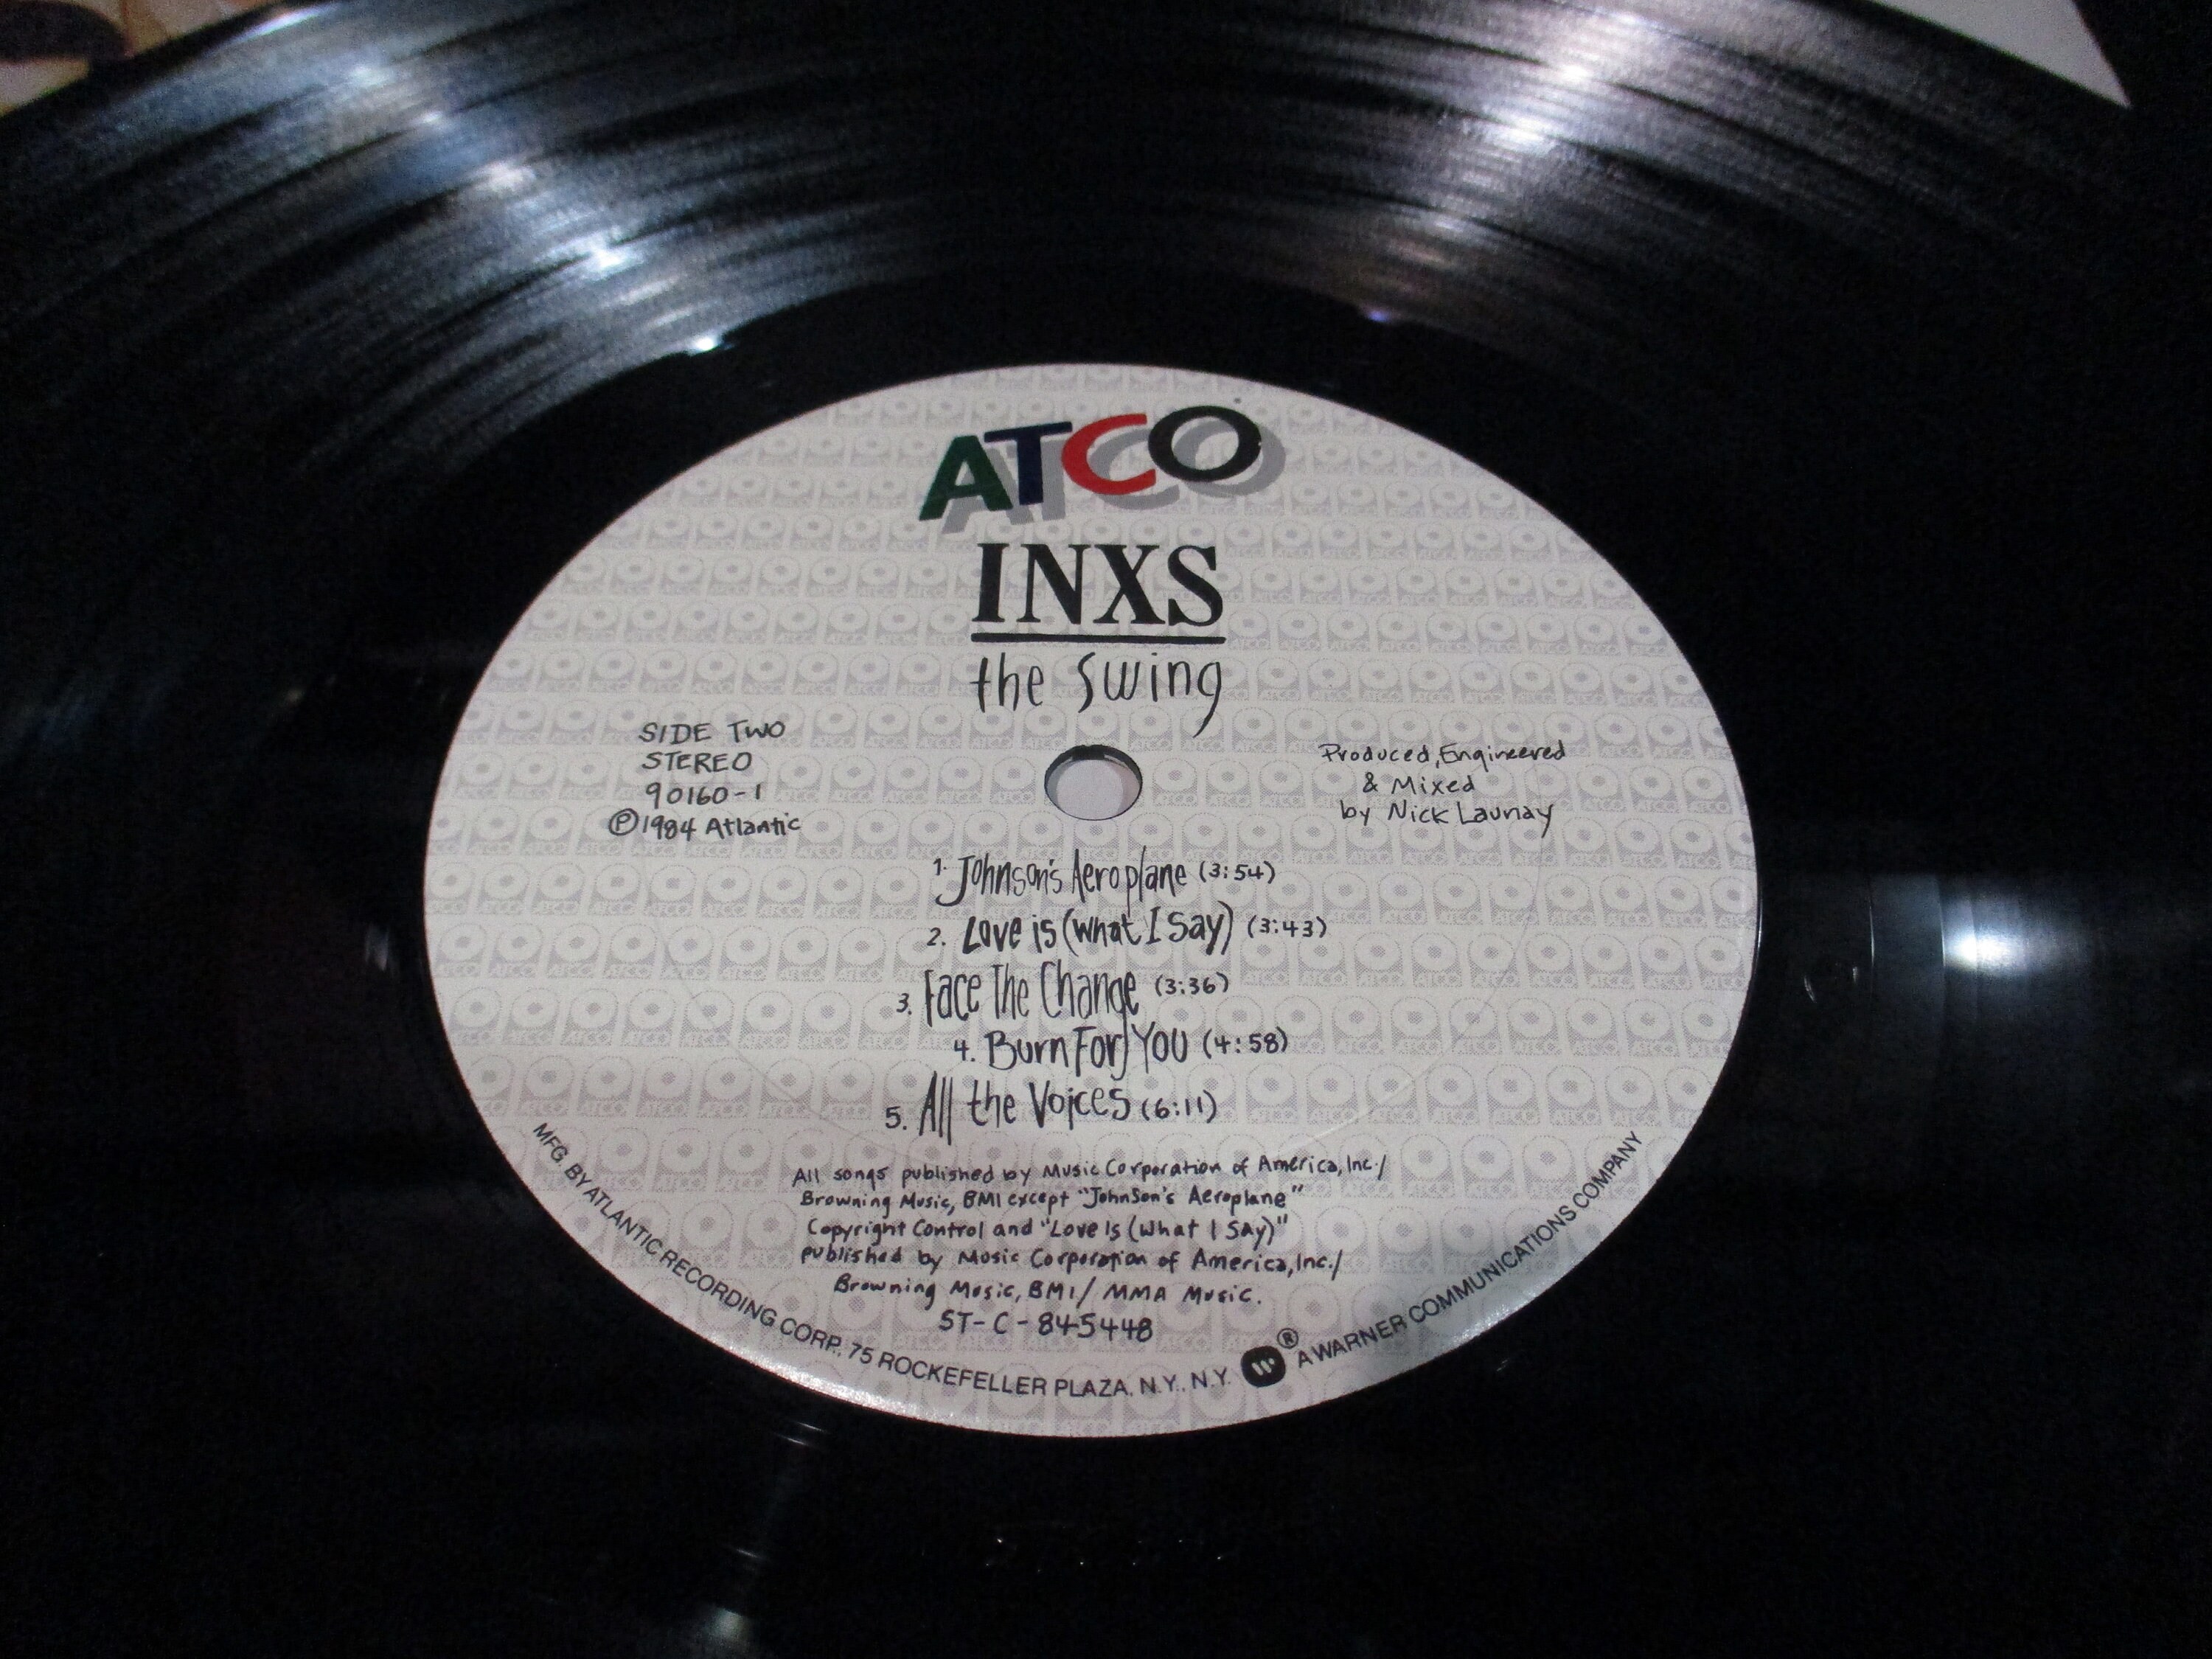 ATCO
INXS
the swing
SIDE TWO
STEREO
90160-1
℗1984 Atlantic
Produced, Engineered
& Mixed
by Nick Launay
1. Johnson's Aeroplane (3:54)
2. Love is (What I Say) (3:43)
3. Face The Change (3:36)
4. Burn For You (4:58)
5. All the Voices (6:11)
All songs published by Music Corporation of America, Inc./
Browning Music, BMI except "Johnson's Aeroplane"
Copyright Control and "Love Is (What I Say)"
published by Music Corporation of America, Inc./
Browning Music, BMI/ MMA Music.
ST-C-845448
MFG. BY ATLANTIC RECORDING CORP. 75 ROCKEFELLER PLAZA. N.Y. N.Y. ® A WARNER COMMUNICATIONS COMPANY